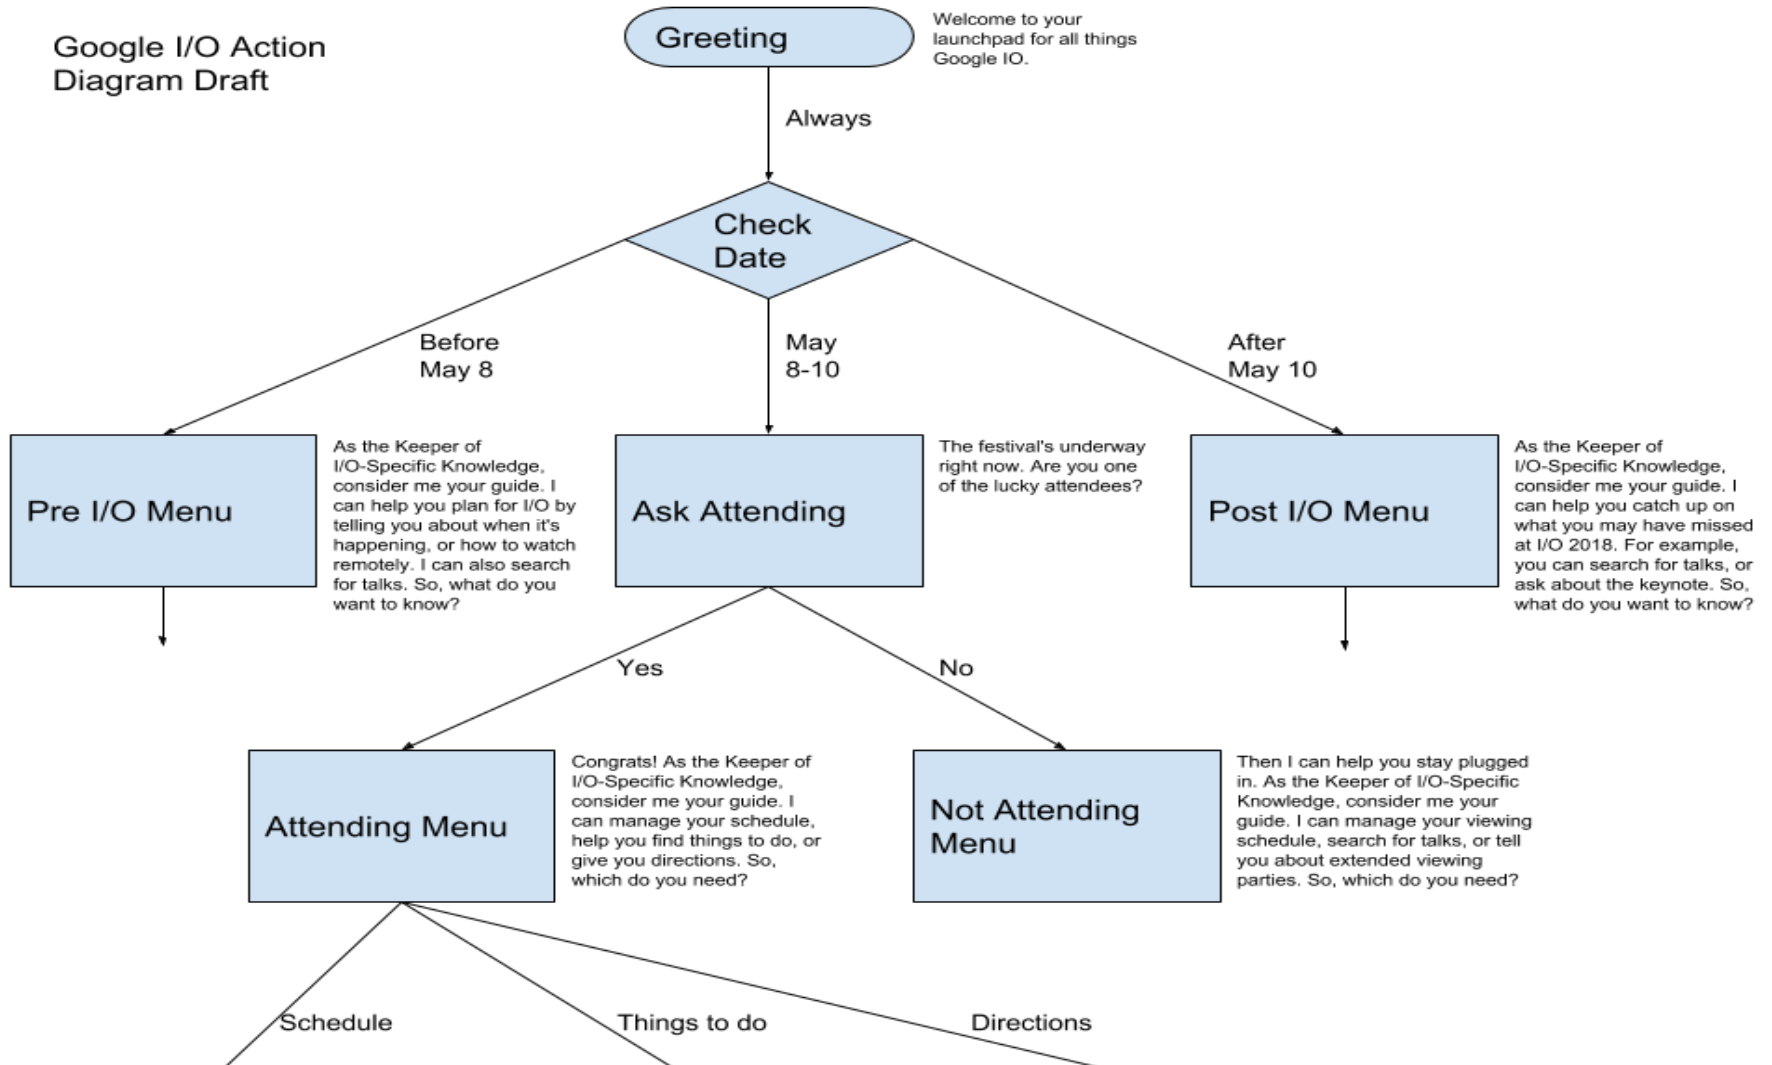 Google I/O Action
Diagram Draft
Greeting
Welcome to your
launchpad for all things
Google IO.
Always
Check
Date
Before
May 8
May
8-10
After
May 10
Pre I/O Menu
As the Keeper of
I/O-Specific Knowledge,
consider me your guide. I
can help you plan for I/O by
telling you about when it's
happening, or how to watch
remotely. I can also search
for talks. So, what do you
want to know?
Ask Attending
The festival's underway
right now. Are you one
of the lucky attendees?
Post I/O Menu
As the Keeper of
I/O-Specific Knowledge,
consider me your guide. I
can help you catch up on
what you may have missed
at I/O 2018. For example,
you can search for talks, or
ask about the keynote. So,
what do you want to know?
Yes
No
Attending Menu
Congrats! As the Keeper of
I/O-Specific Knowledge,
consider me your guide. I
can manage your schedule,
help you find things to do, or
give you directions. So,
which do you need?
Not Attending
Menu
Then I can help you stay plugged
in. As the Keeper of I/O-Specific
Knowledge, consider me your
guide. I can manage your viewing
schedule, search for talks, or tell
you about extended viewing
parties. So, which do you need?
Schedule
Things to do
Directions